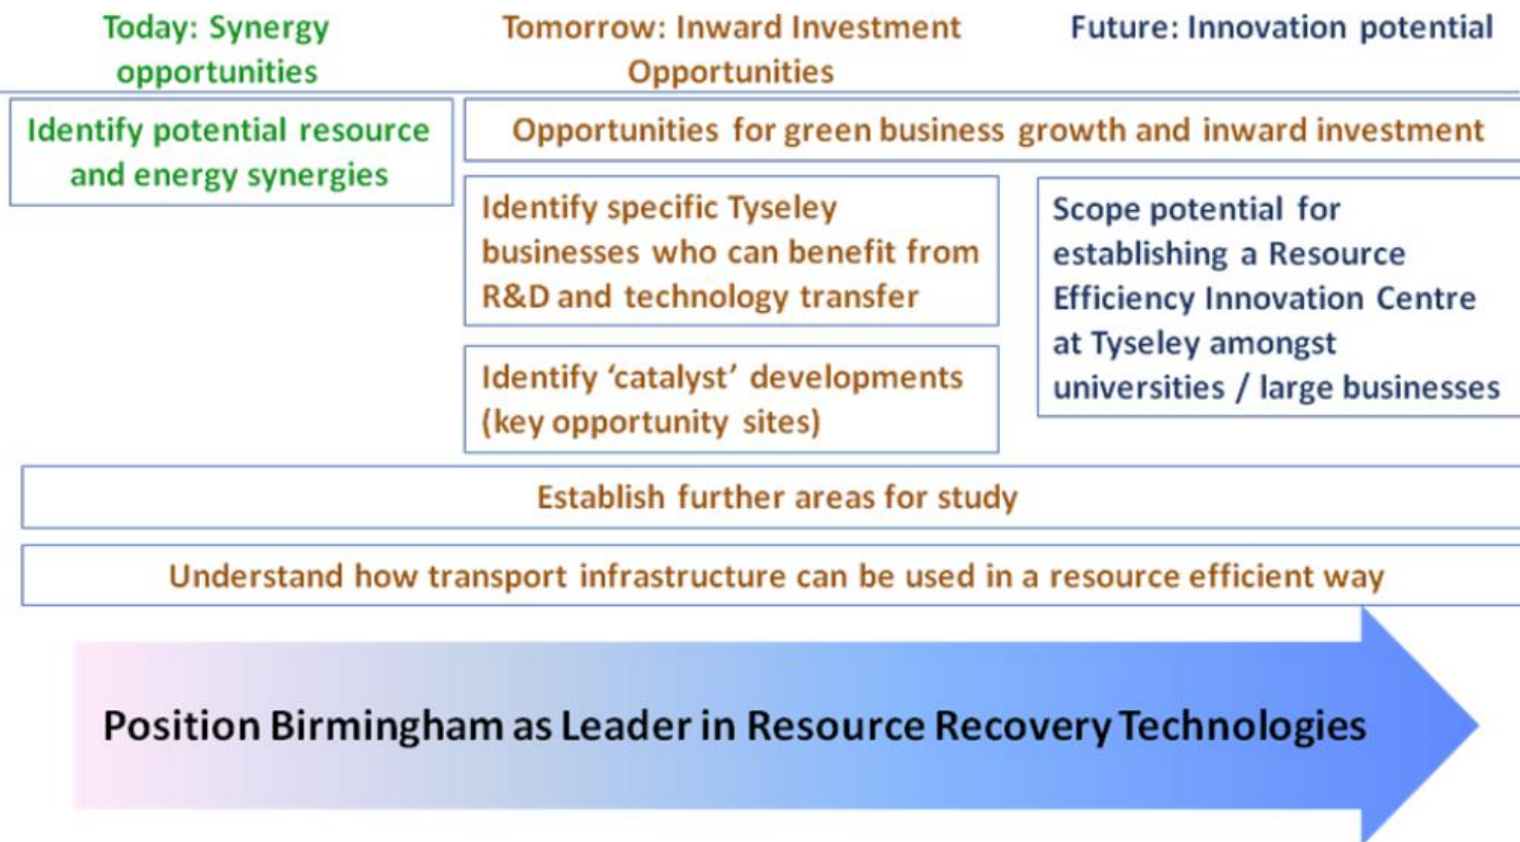 Today: Synergy
opportunities
Tomorrow: Inward Investment
Opportunities
Future: Innovation potential
Identify potential resource
and energy synergies
Opportunities for green business growth and inward investment
Identify specific Tyseley
businesses who can benefit from
R&D and technology transfer
Identify ‘catalyst’ developments
(key opportunity sites)
Scope potential for
establishing a Resource
Efficiency Innovation Centre
at Tyseley amongst
universities / large businesses
Establish further areas for study
Understand how transport infrastructure can be used in a resource efficient way
Position Birmingham as Leader in Resource Recovery Technologies